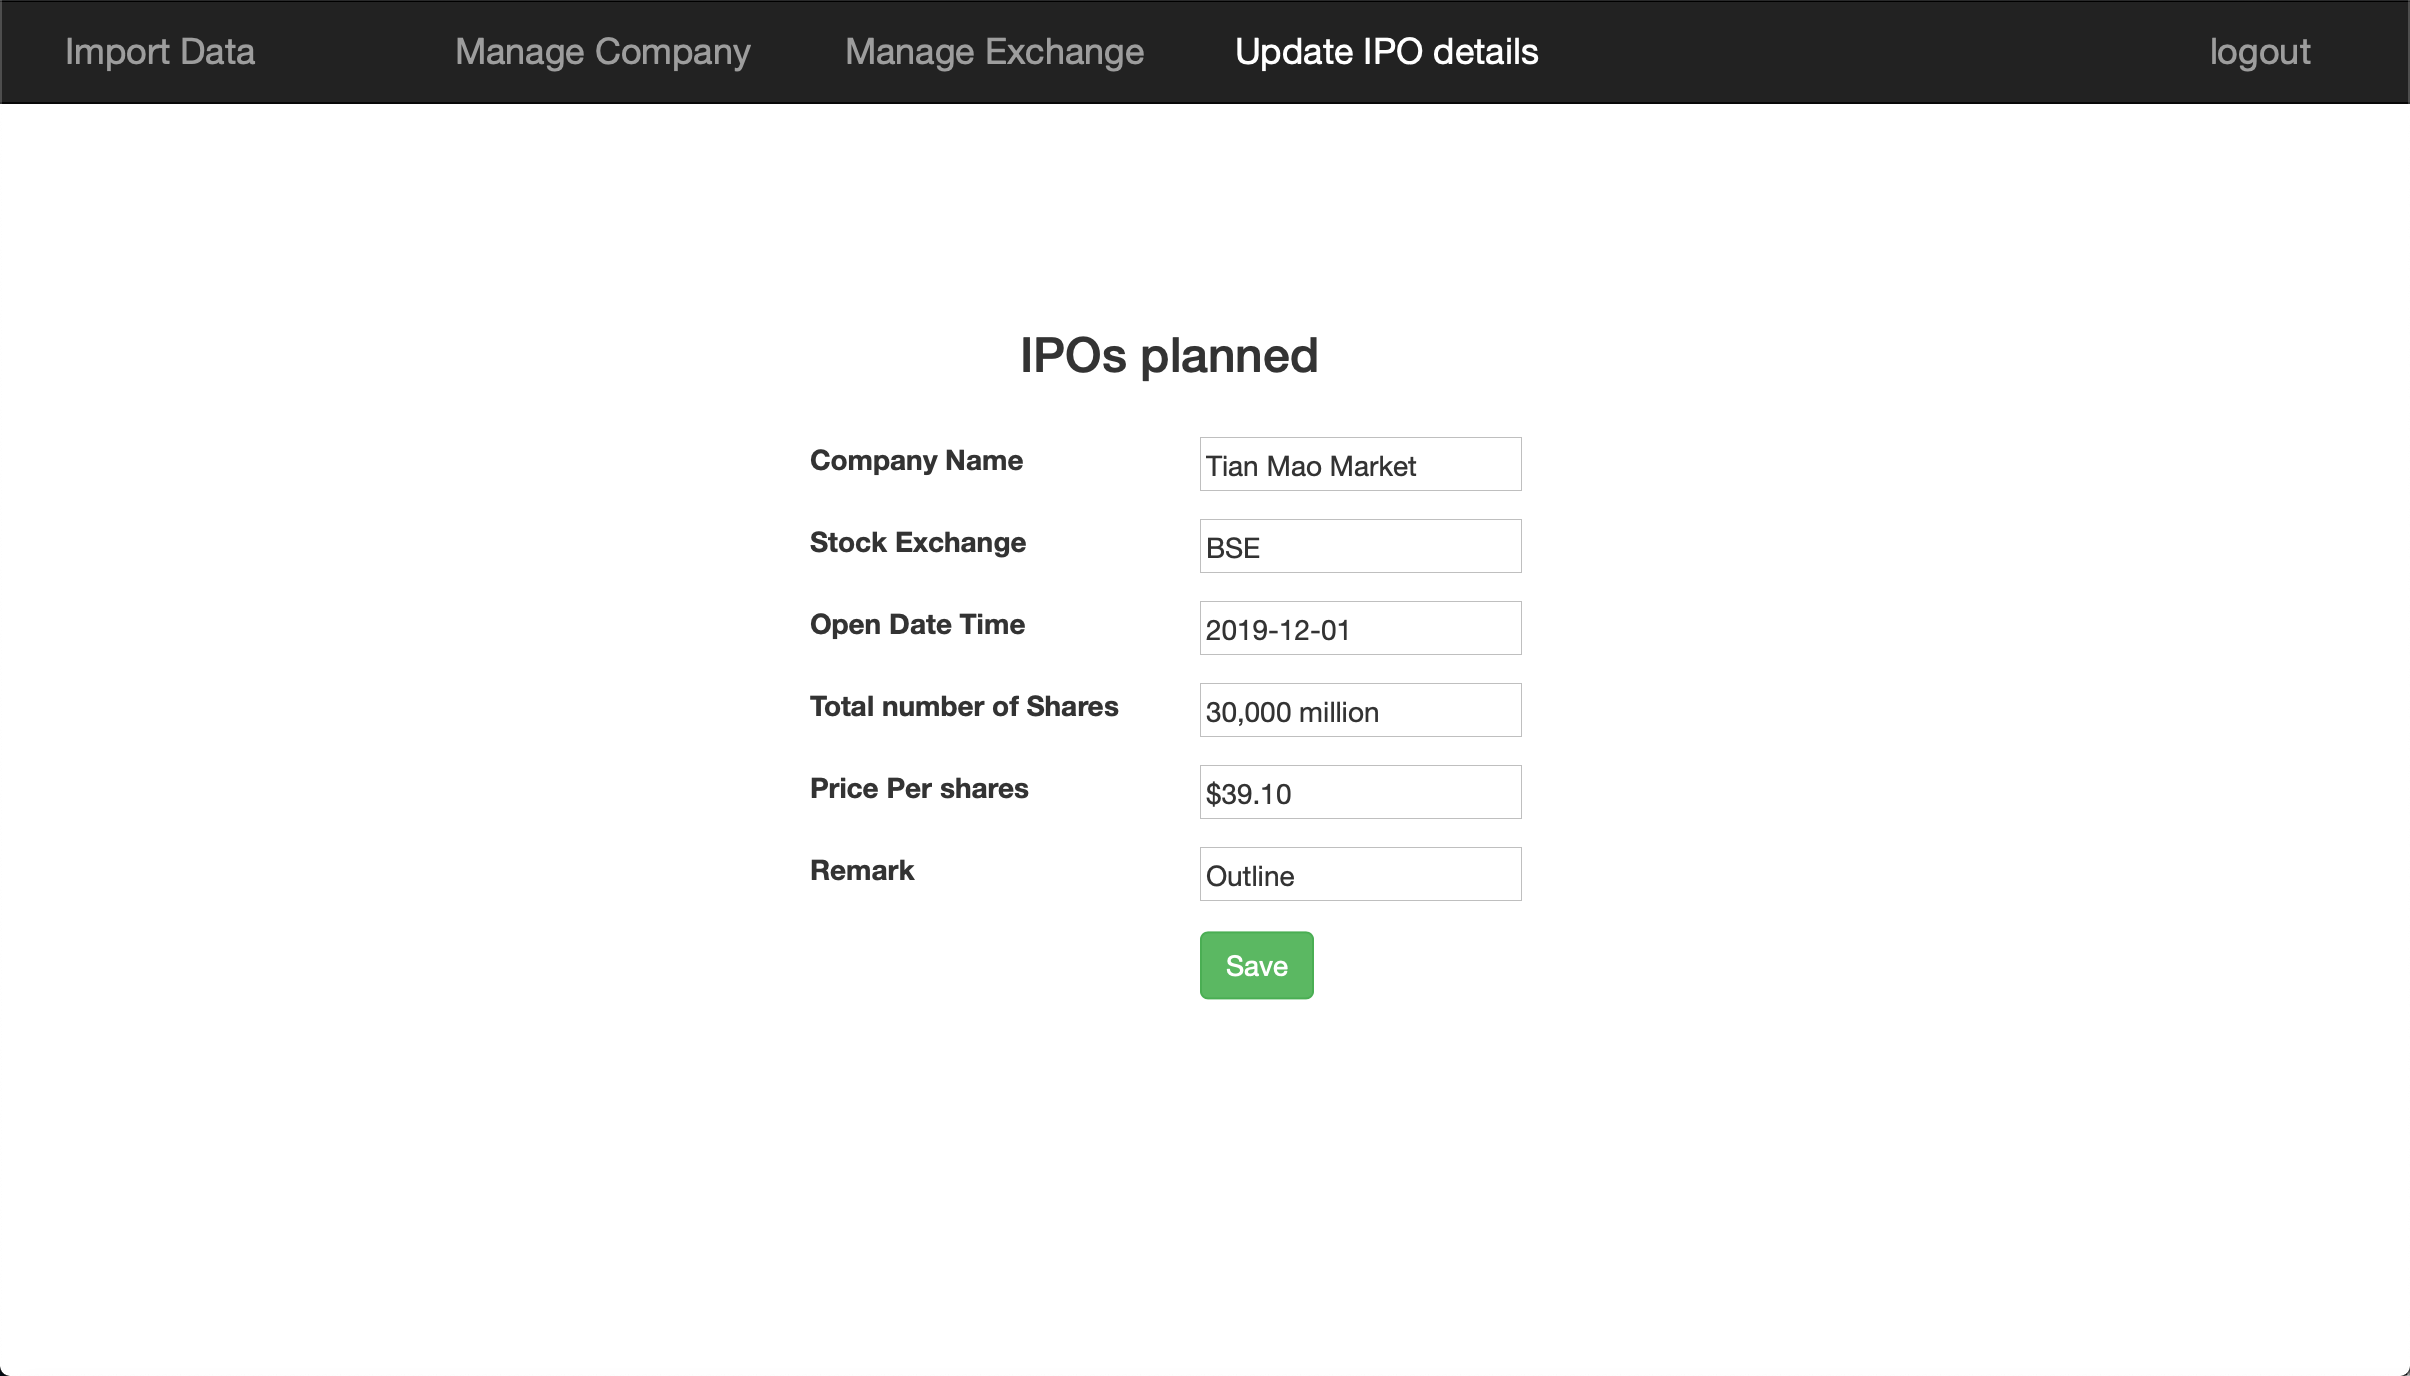 Import Data Manage Company Manage Exchange Update IPO details logout
IPOs planned
Company Name Tian Mao Market
Stock Exchange BSE
Open Date Time 2019-12-01
Total number of Shares 30,000 million
Price Per shares $39.10
Remark Outline
Save